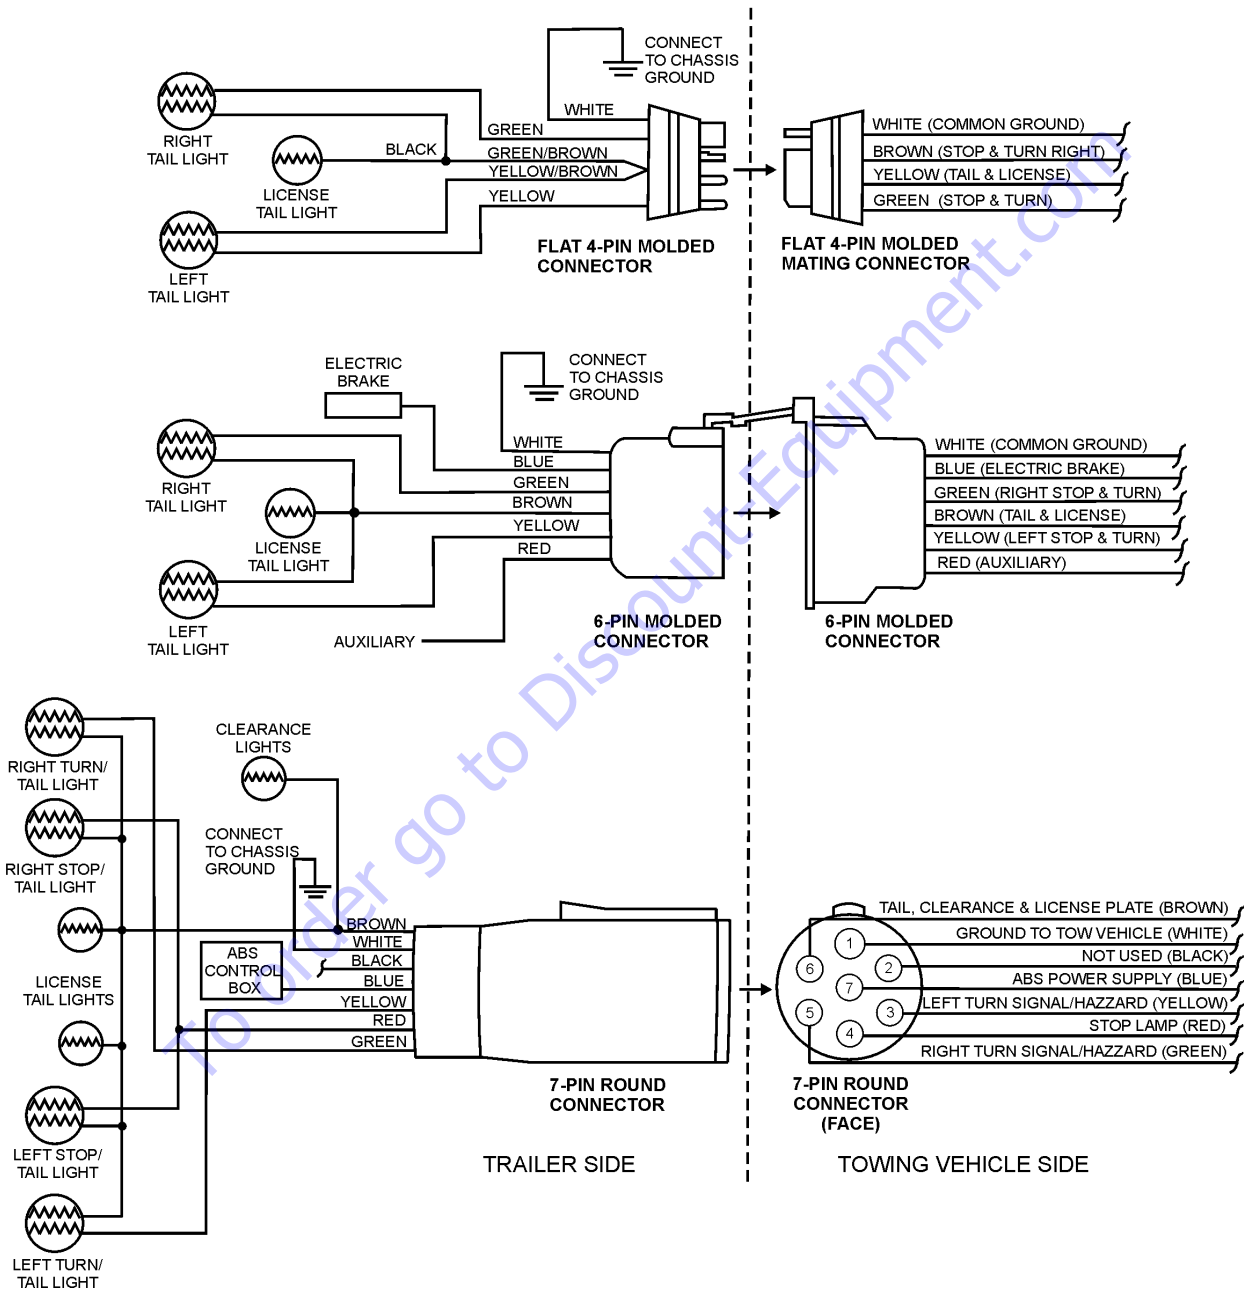 CONNECT
TO CHASSIS
GROUND
WHITE
GREEN
BLACK
GREEN/BROWN
YELLOW/BROWN
YELLOW
RIGHT
TAIL LIGHT
LICENSE
TAIL LIGHT
LEFT
TAIL LIGHT
FLAT 4-PIN MOLDED
CONNECTOR
WHITE (COMMON GROUND)
BROWN (STOP & TURN RIGHT)
YELLOW (TAIL & LICENSE)
GREEN (STOP & TURN)
FLAT 4-PIN MOLDED
MATING CONNECTOR
ELECTRIC
BRAKE
CONNECT
TO CHASSIS
GROUND
WHITE
BLUE
GREEN
BROWN
YELLOW
RED
RIGHT
TAIL LIGHT
LICENSE
TAIL LIGHT
LEFT
TAIL LIGHT
AUXILIARY
6-PIN MOLDED
CONNECTOR
WHITE (COMMON GROUND)
BLUE (ELECTRIC BRAKE)
GREEN (RIGHT STOP & TURN)
BROWN (TAIL & LICENSE)
YELLOW (LEFT STOP & TURN)
RED (AUXILIARY)
6-PIN MOLDED
CONNECTOR
RIGHT TURN/
TAIL LIGHT
RIGHT STOP/
TAIL LIGHT
LICENSE
TAIL LIGHTS
LEFT STOP/
TAIL LIGHT
LEFT TURN/
TAIL LIGHT
CLEARANCE
LIGHTS
CONNECT
TO CHASSIS
GROUND
ABS
CONTROL
BOX
BROWN
WHITE
BLACK
BLUE
YELLOW
RED
GREEN
7-PIN ROUND
CONNECTOR
TAIL, CLEARANCE & LICENSE PLATE (BROWN)
GROUND TO TOW VEHICLE (WHITE)
NOT USED (BLACK)
ABS POWER SUPPLY (BLUE)
LEFT TURN SIGNAL/HAZZARD (YELLOW)
STOP LAMP (RED)
RIGHT TURN SIGNAL/HAZZARD (GREEN)
1
6
2
7
5
3
4
7-PIN ROUND
CONNECTOR
(FACE)
TRAILER SIDE
TOWING VEHICLE SIDE
To order go to Discount-Equipment.com